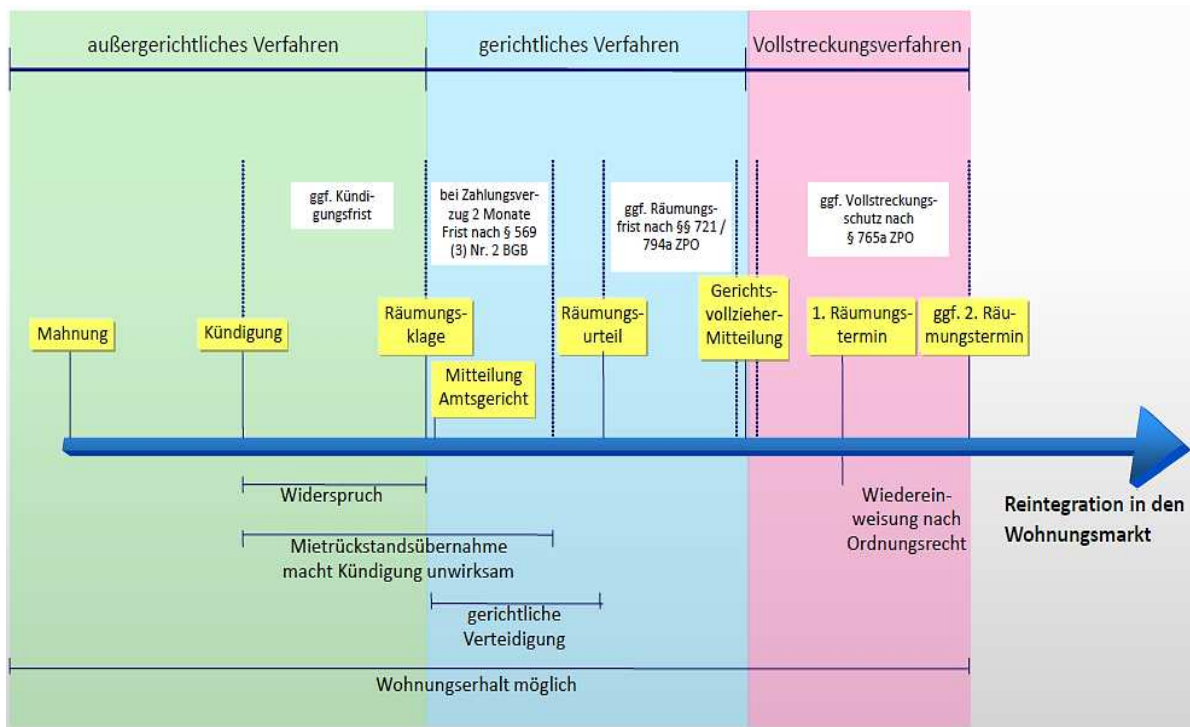 außergerichtliches Verfahren
gerichtliches Verfahren
Vollstreckungsverfahren
ggf. Kündi-
gungsfrist
bei Zahlungsver-
zug 2 Monate
Frist nach § 569
(3) Nr. 2 BGB
ggf. Räumungs-
frist nach §§ 721 /
794a ZPO
ggf. Vollstreckungs-
schutz nach
§ 765a ZPO
Mahnung
Kündigung
Räumungs-
klage
Mitteilung
Amtsgericht
Räumungs-
urteil
Gerichts-
vollzieher-
Mitteilung
1. Räumungs-
termin
ggf. 2. Räu-
mungstermin
Widerspruch
Mietrückstandsübernahme
macht Kündigung unwirksam
gerichtliche
Verteidigung
Wiederein-
weisung nach
Ordnungsrecht
Reintegration in den
Wohnungsmarkt
Wohnungserhalt möglich